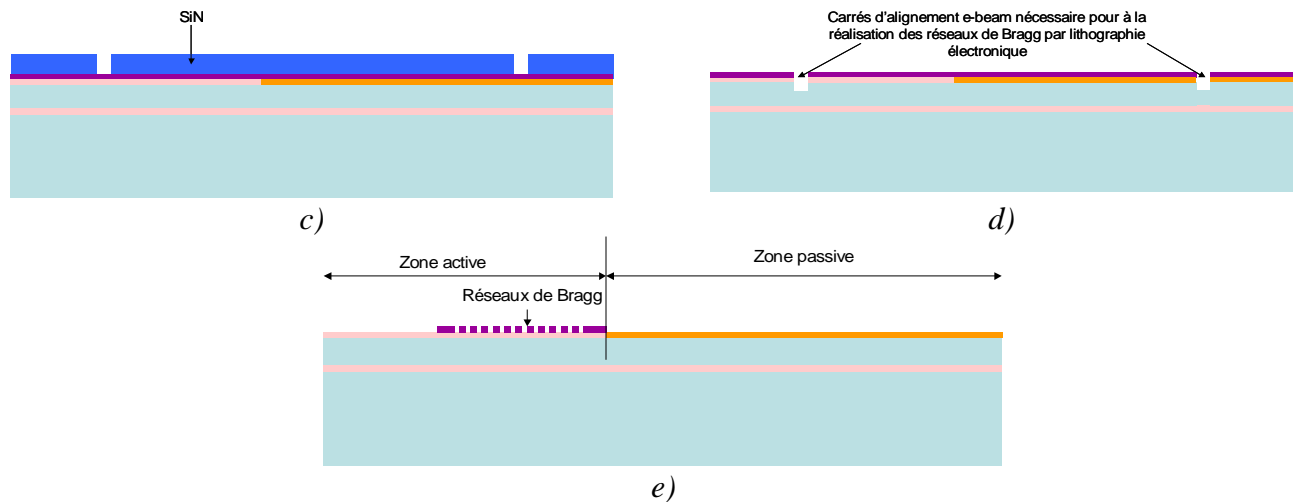 SiN
Carrés d'alignement e-beam nécessaire pour à la
réalisation des réseaux de Bragg par lithographie
électronique
c)
d)
Zone active
Zone passive
Réseaux de Bragg
e)